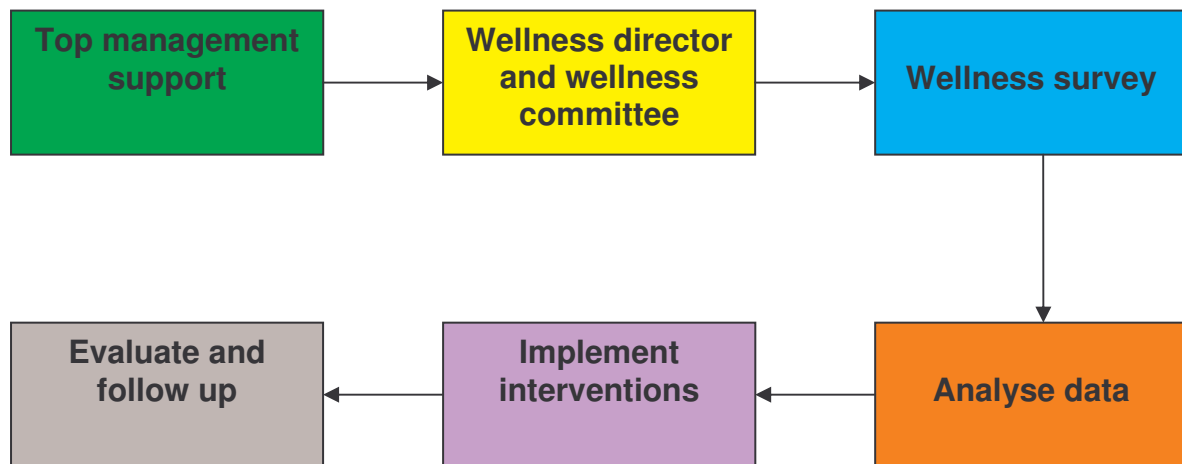 Top management
support
Wellness director
and wellness
committee
Wellness survey
Evaluate and
follow up
Implement
interventions
Analyse data